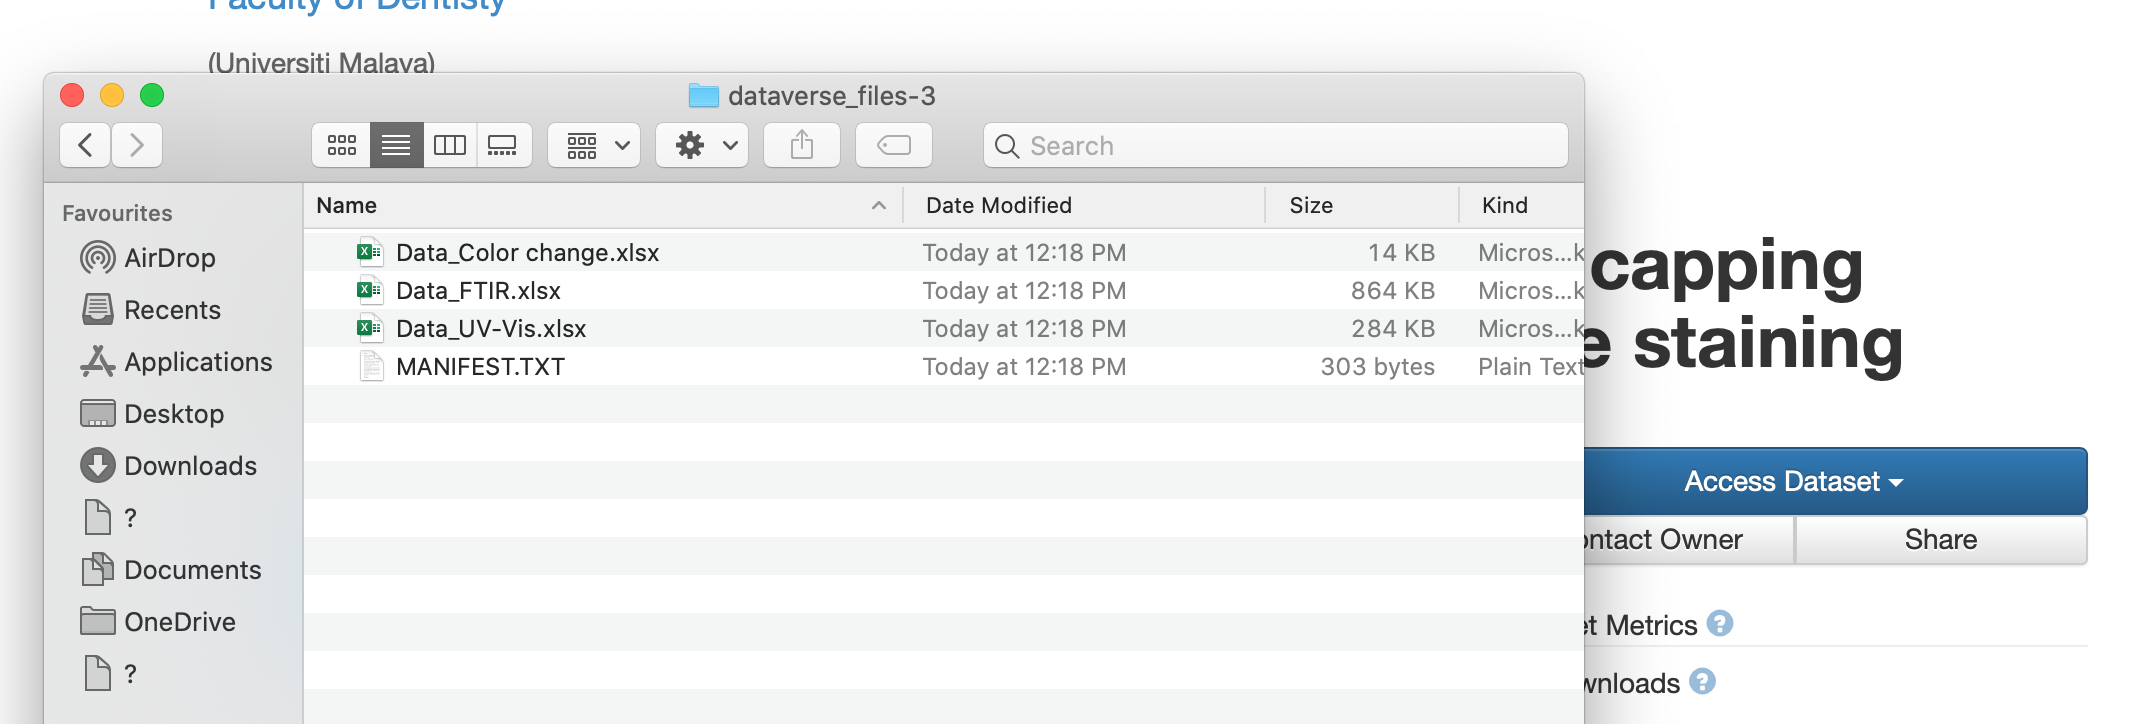 Faculty of Dentisty
(Universiti Malaya)
dataverse_files-3
Search
Favourites
AirDrop
Recents
Applications
Desktop
Downloads
?
Documents
OneDrive
?
Name
Date Modified
Size
Kind
Data_Color change.xlsx
Today at 12:18 PM
14 KB
Micros...k
Data_FTIR.xlsx
Today at 12:18 PM
864 KB
Micros...k
Data_UV-Vis.xlsx
Today at 12:18 PM
284 KB
Micros...k
MANIFEST.TXT
Today at 12:18 PM
303 bytes
Plain Text
capping
e staining
Access Dataset
ontact Owner
Share
et Metrics ?
wnloads ?